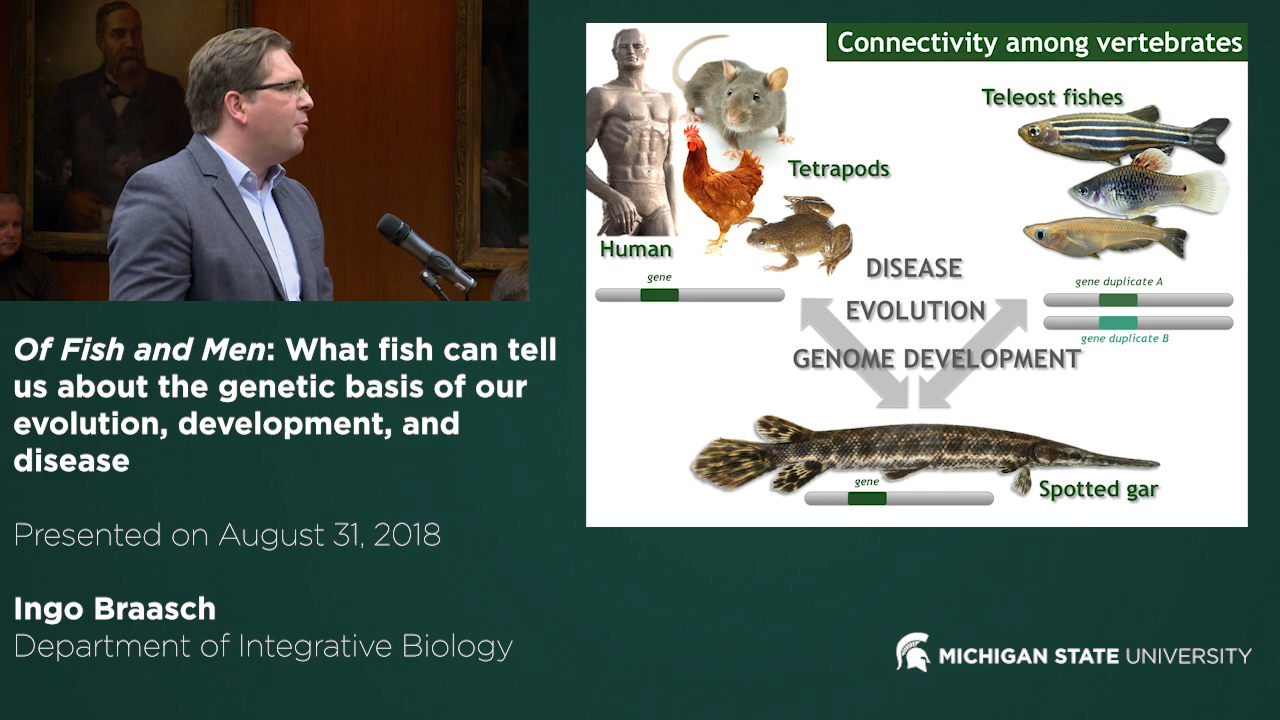 Connectivity among vertebrates
Teleost fishes
Tetrapods
Human
gene
DISEASE
EVOLUTION
GENOME DEVELOPMENT
gene duplicate A
gene duplicate B
gene
Spotted gar
Of Fish and Men: What fish can tell
us about the genetic basis of our
evolution, development, and
disease
Presented on August 31, 2018
Ingo Braasch
Department of Integrative Biology
MICHIGAN STATE UNIVERSITY